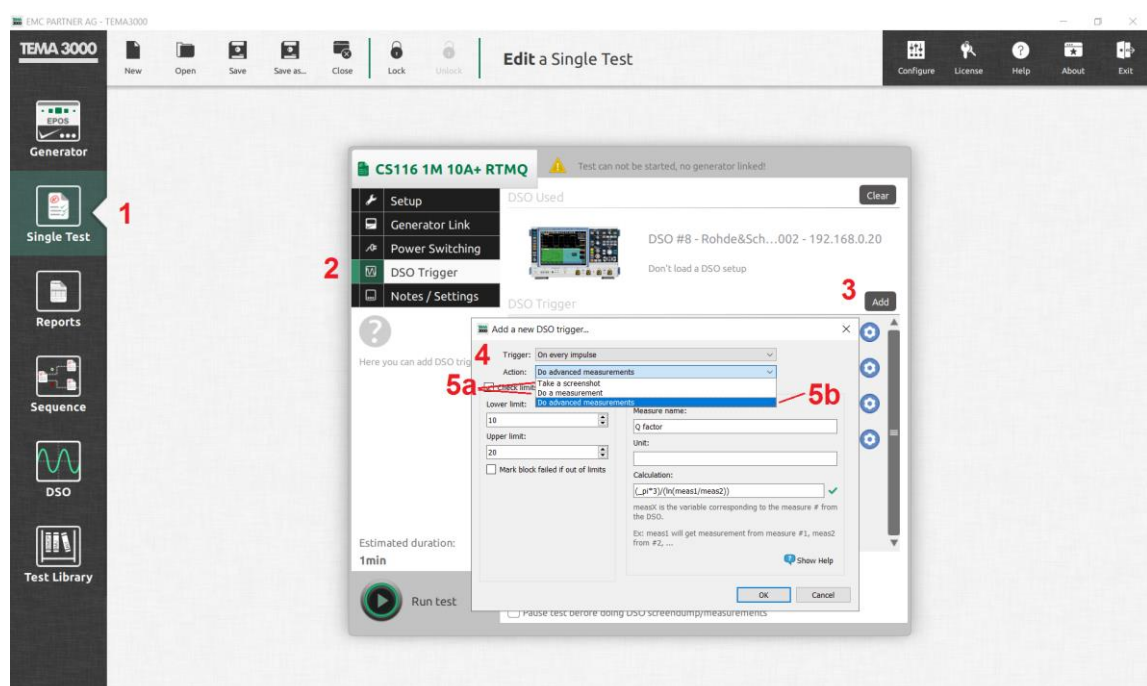 EMC PARTNER AG - TEMA3000
TEMA 3000
New
Open
Save
Save as...
Close
Lock
Unlock
Edit a Single Test
Configure
License
Help
About
Exit
EPOS
Generator
Single Test
1
Reports
Sequence
DSO
Test Library
CS116 1M 10A+ RTMQ
Test can not be started, no generator linked!
Setup
Generator Link
Power Switching
2
DSO Trigger
Notes / Settings
DSO Used
Clear
DSO #8 - Rohde&Sch...002 - 192.168.0.20
Don't load a DSO setup
3
DSO Trigger
Add
?
Here you can add DSO trig
Estimated duration:
1min
Run test
Add a new DSO trigger...
4
Trigger: On every impulse
Action: Do advanced measurements
5a
Check limit
Take a screenshot
Do a measurement
Do advanced measurements
5b
Lower limit:
10
Upper limit:
20
Mark block failed if out of limits
Measure name:
Q factor
Unit:
Calculation:
(_pi*3)/(ln(meas1/meas2))
measX is the variable corresponding to the measure # from
the DSO.
Ex: meas1 will get measurement from measure #1, meas2
from #2, ...
Show Help
OK
Cancel
Pause test before doing DSO screendump/measurements